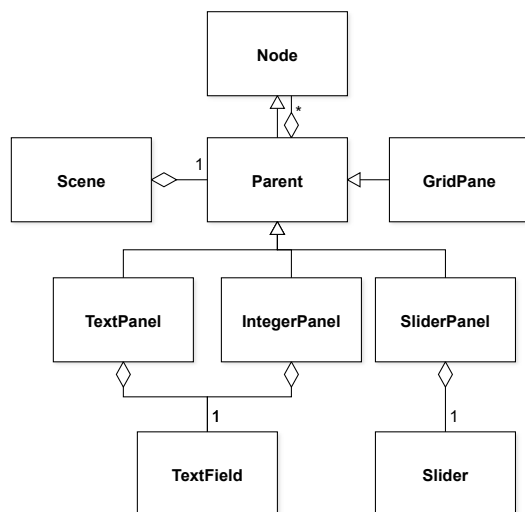 Node
*
Scene
1
Parent
GridPane
TextPanel
IntegerPanel
SliderPanel
1
1
TextField
Slider